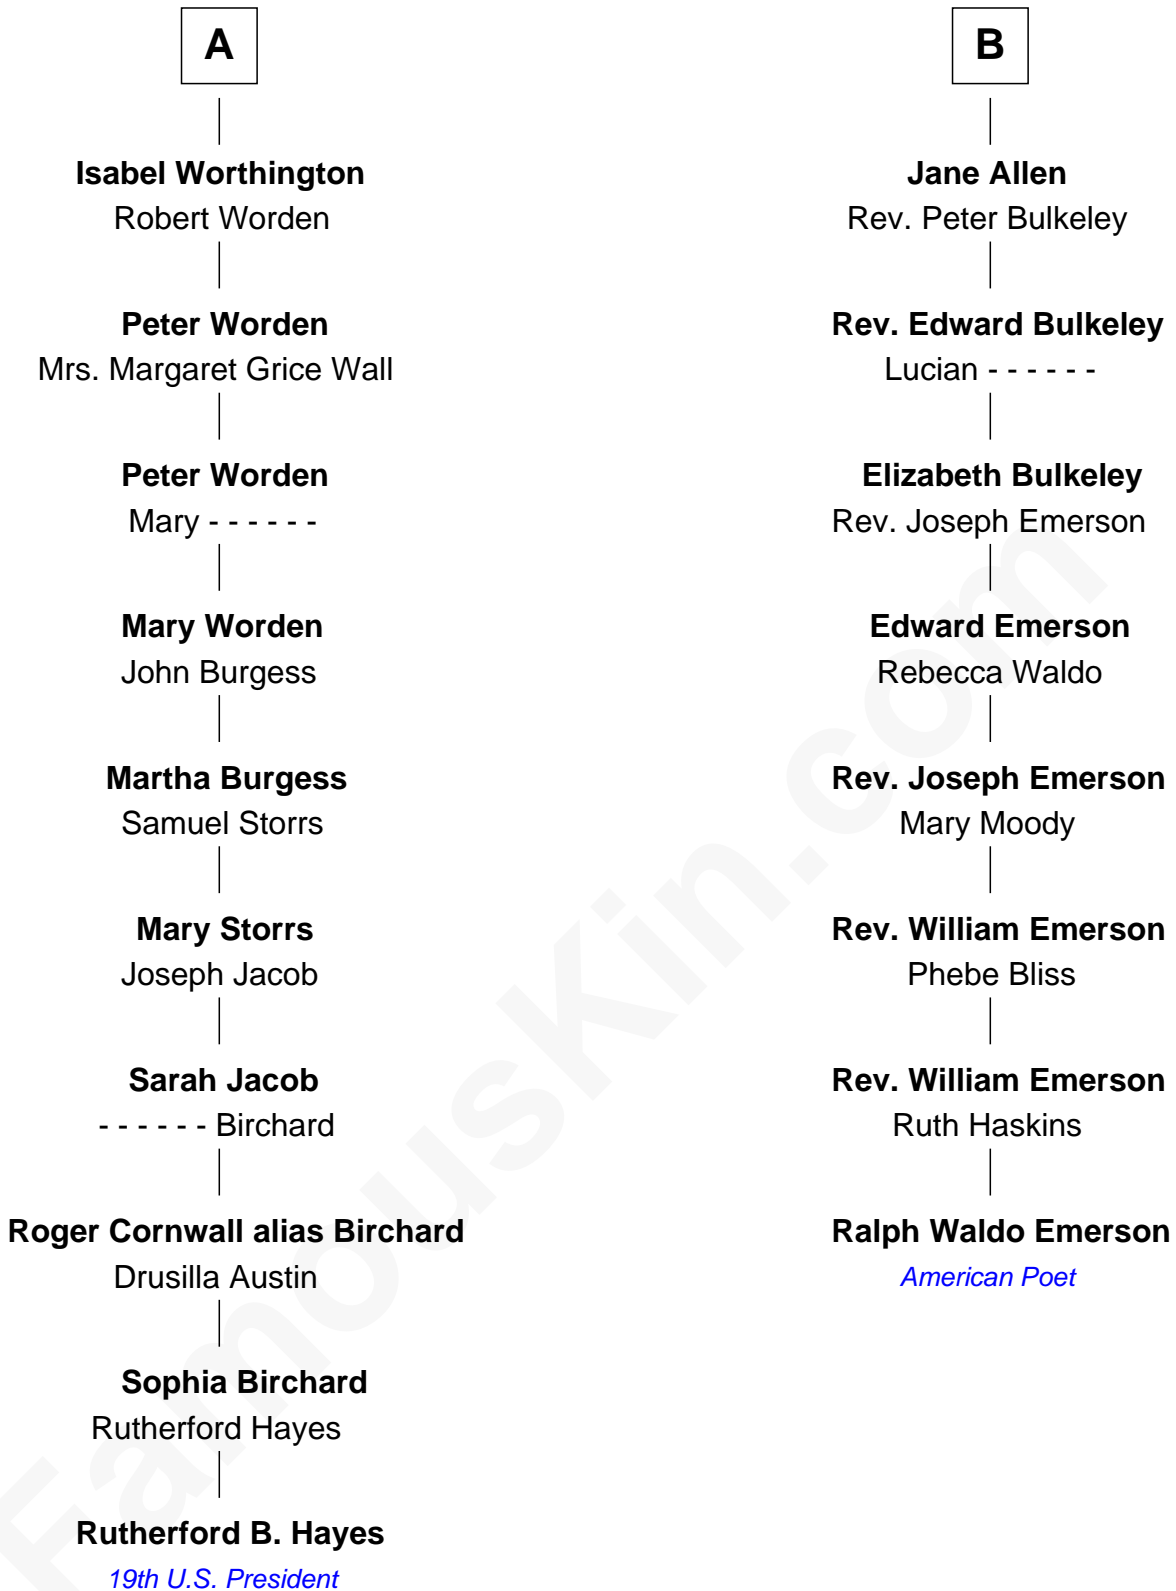 A
Isabel Worthington
Robert Worden
Peter Worden
Mrs. Margaret Grice Wall
Peter Worden
Mary - - - - - -
Mary Worden
John Burgess
Martha Burgess
Samuel Storrs
Mary Storrs
Joseph Jacob
Sarah Jacob
- - - - - - Birchard
Roger Cornwall alias Birchard
Drusilla Austin
Sophia Birchard
Rutherford Hayes
Rutherford B. Hayes
19th U.S. President
B
Jane Allen
Rev. Peter Bulkeley
Rev. Edward Bulkeley
Lucian - - - - - -
Elizabeth Bulkeley
Rev. Joseph Emerson
Edward Emerson
Rebecca Waldo
Rev. Joseph Emerson
Mary Moody
Rev. William Emerson
Phebe Bliss
Rev. William Emerson
Ruth Haskins
Ralph Waldo Emerson
American Poet
FamousKin.com